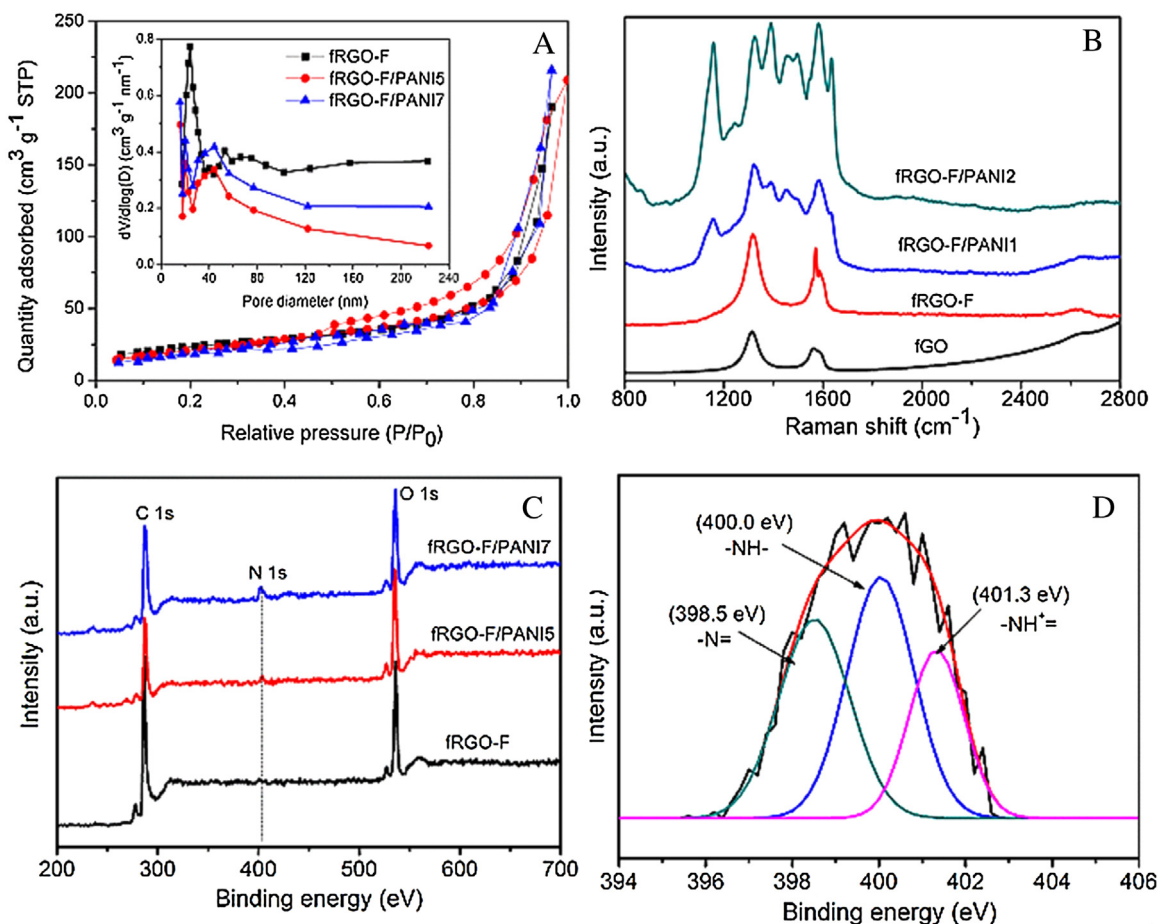 A
Quantity adsorbed (cm³ g⁻¹ STP)
250
200
150
100
50
0
0.0 0.2 0.4 0.6 0.8 1.0
Relative pressure (P/P₀)
dV/dlog(D) (cm³ g⁻¹ nm⁻¹)
0.8
0.6
0.4
0.2
0.0
0 40 80 120 160 200 240
Pore diameter (nm)
fRGO-F
fRGO-F/PANI5
fRGO-F/PANI7
B
Intensity (a.u.)
fRGO-F/PANI2
fRGO-F/PANI1
fRGO-F
fGO
800 1200 1600 2000 2400 2800
Raman shift (cm⁻¹)
C
Intensity (a.u.)
C 1s
N 1s
O 1s
fRGO-F/PANI7
fRGO-F/PANI5
fRGO-F
200 300 400 500 600 700
Binding energy (eV)
D
Intensity (a.u.)
(400.0 eV)
-NH-
(398.5 eV)
-N=
(401.3 eV)
-NH⁺=
394 396 398 400 402 404 406
Binding energy (eV)